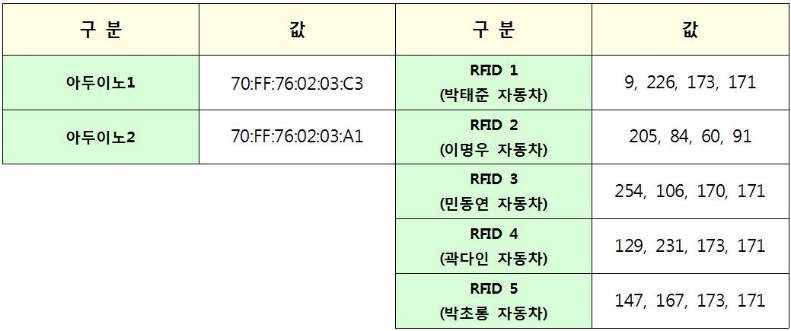 구 분 값 구 분 값
아두이노1 70:FF:76:02:03:C3 RFID 1
(박태준 자동차) 9, 226, 173, 171
아두이노2 70:FF:76:02:03:A1 RFID 2
(이명우 자동차) 205, 84, 60, 91
RFID 3
(민동연 자동차) 254, 106, 170, 171
RFID 4
(곽다인 자동차) 129, 231, 173, 171
RFID 5
(박초롱 자동차) 147, 167, 173, 171